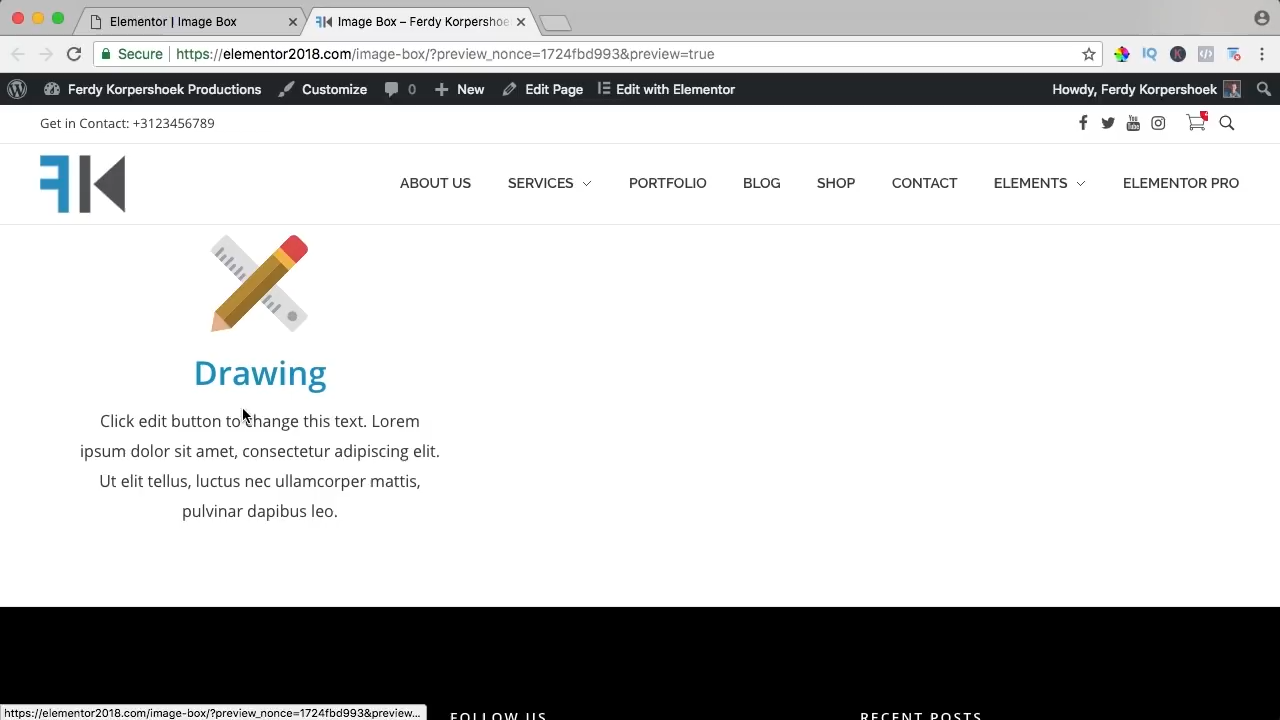 Elementor | Image Box
Image Box – Ferdy Korpershoe
Secure
https://elementor2018.com/image-box/?preview_nonce=1724fbd993&preview=true
Ferdy Korpershoek Productions
Customize
0
New
Edit Page
Edit with Elementor
Howdy, Ferdy Korpershoek
Get in Contact: +3123456789
ABOUT US
SERVICES
PORTFOLIO
BLOG
SHOP
CONTACT
ELEMENTS
ELEMENTOR PRO
Drawing
Click edit button to change this text. Lorem
ipsum dolor sit amet, consectetur adipiscing elit.
Ut elit tellus, luctus nec ullamcorper mattis,
pulvinar dapibus leo.
https://elementor2018.com/image-box/?preview_nonce=1724fbd993&preview...
FOLLOW US
RECENT POSTS